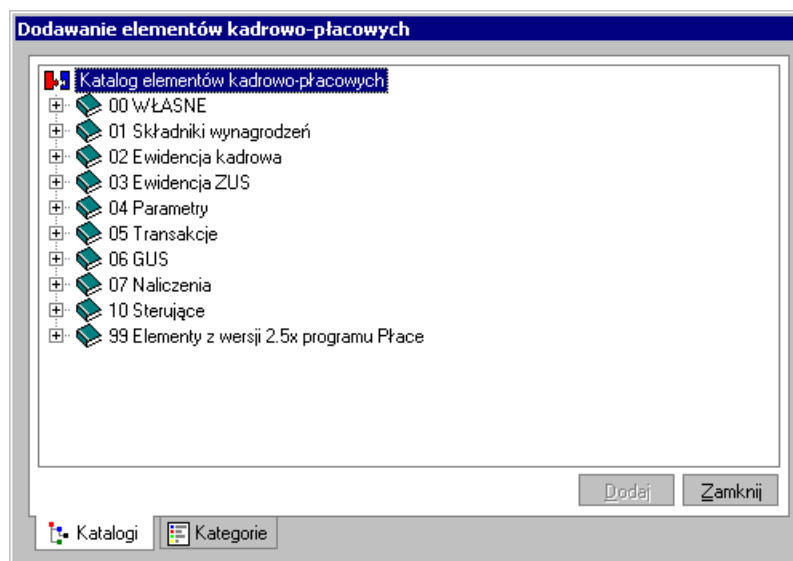 Dodawanie elementów kadrowo-płacowych
Katalog elementów kadrowo-płacowych
00 WŁASNE
01 Składniki wynagrodzeń
02 Ewidencja kadrowa
03 Ewidencja ZUS
04 Parametry
05 Transakcje
06 GUS
07 Naliczenia
10 Sterujące
99 Elementy z wersji 2.5x programu Płace
Dodaj Zamknij
Katalogi Kategorie